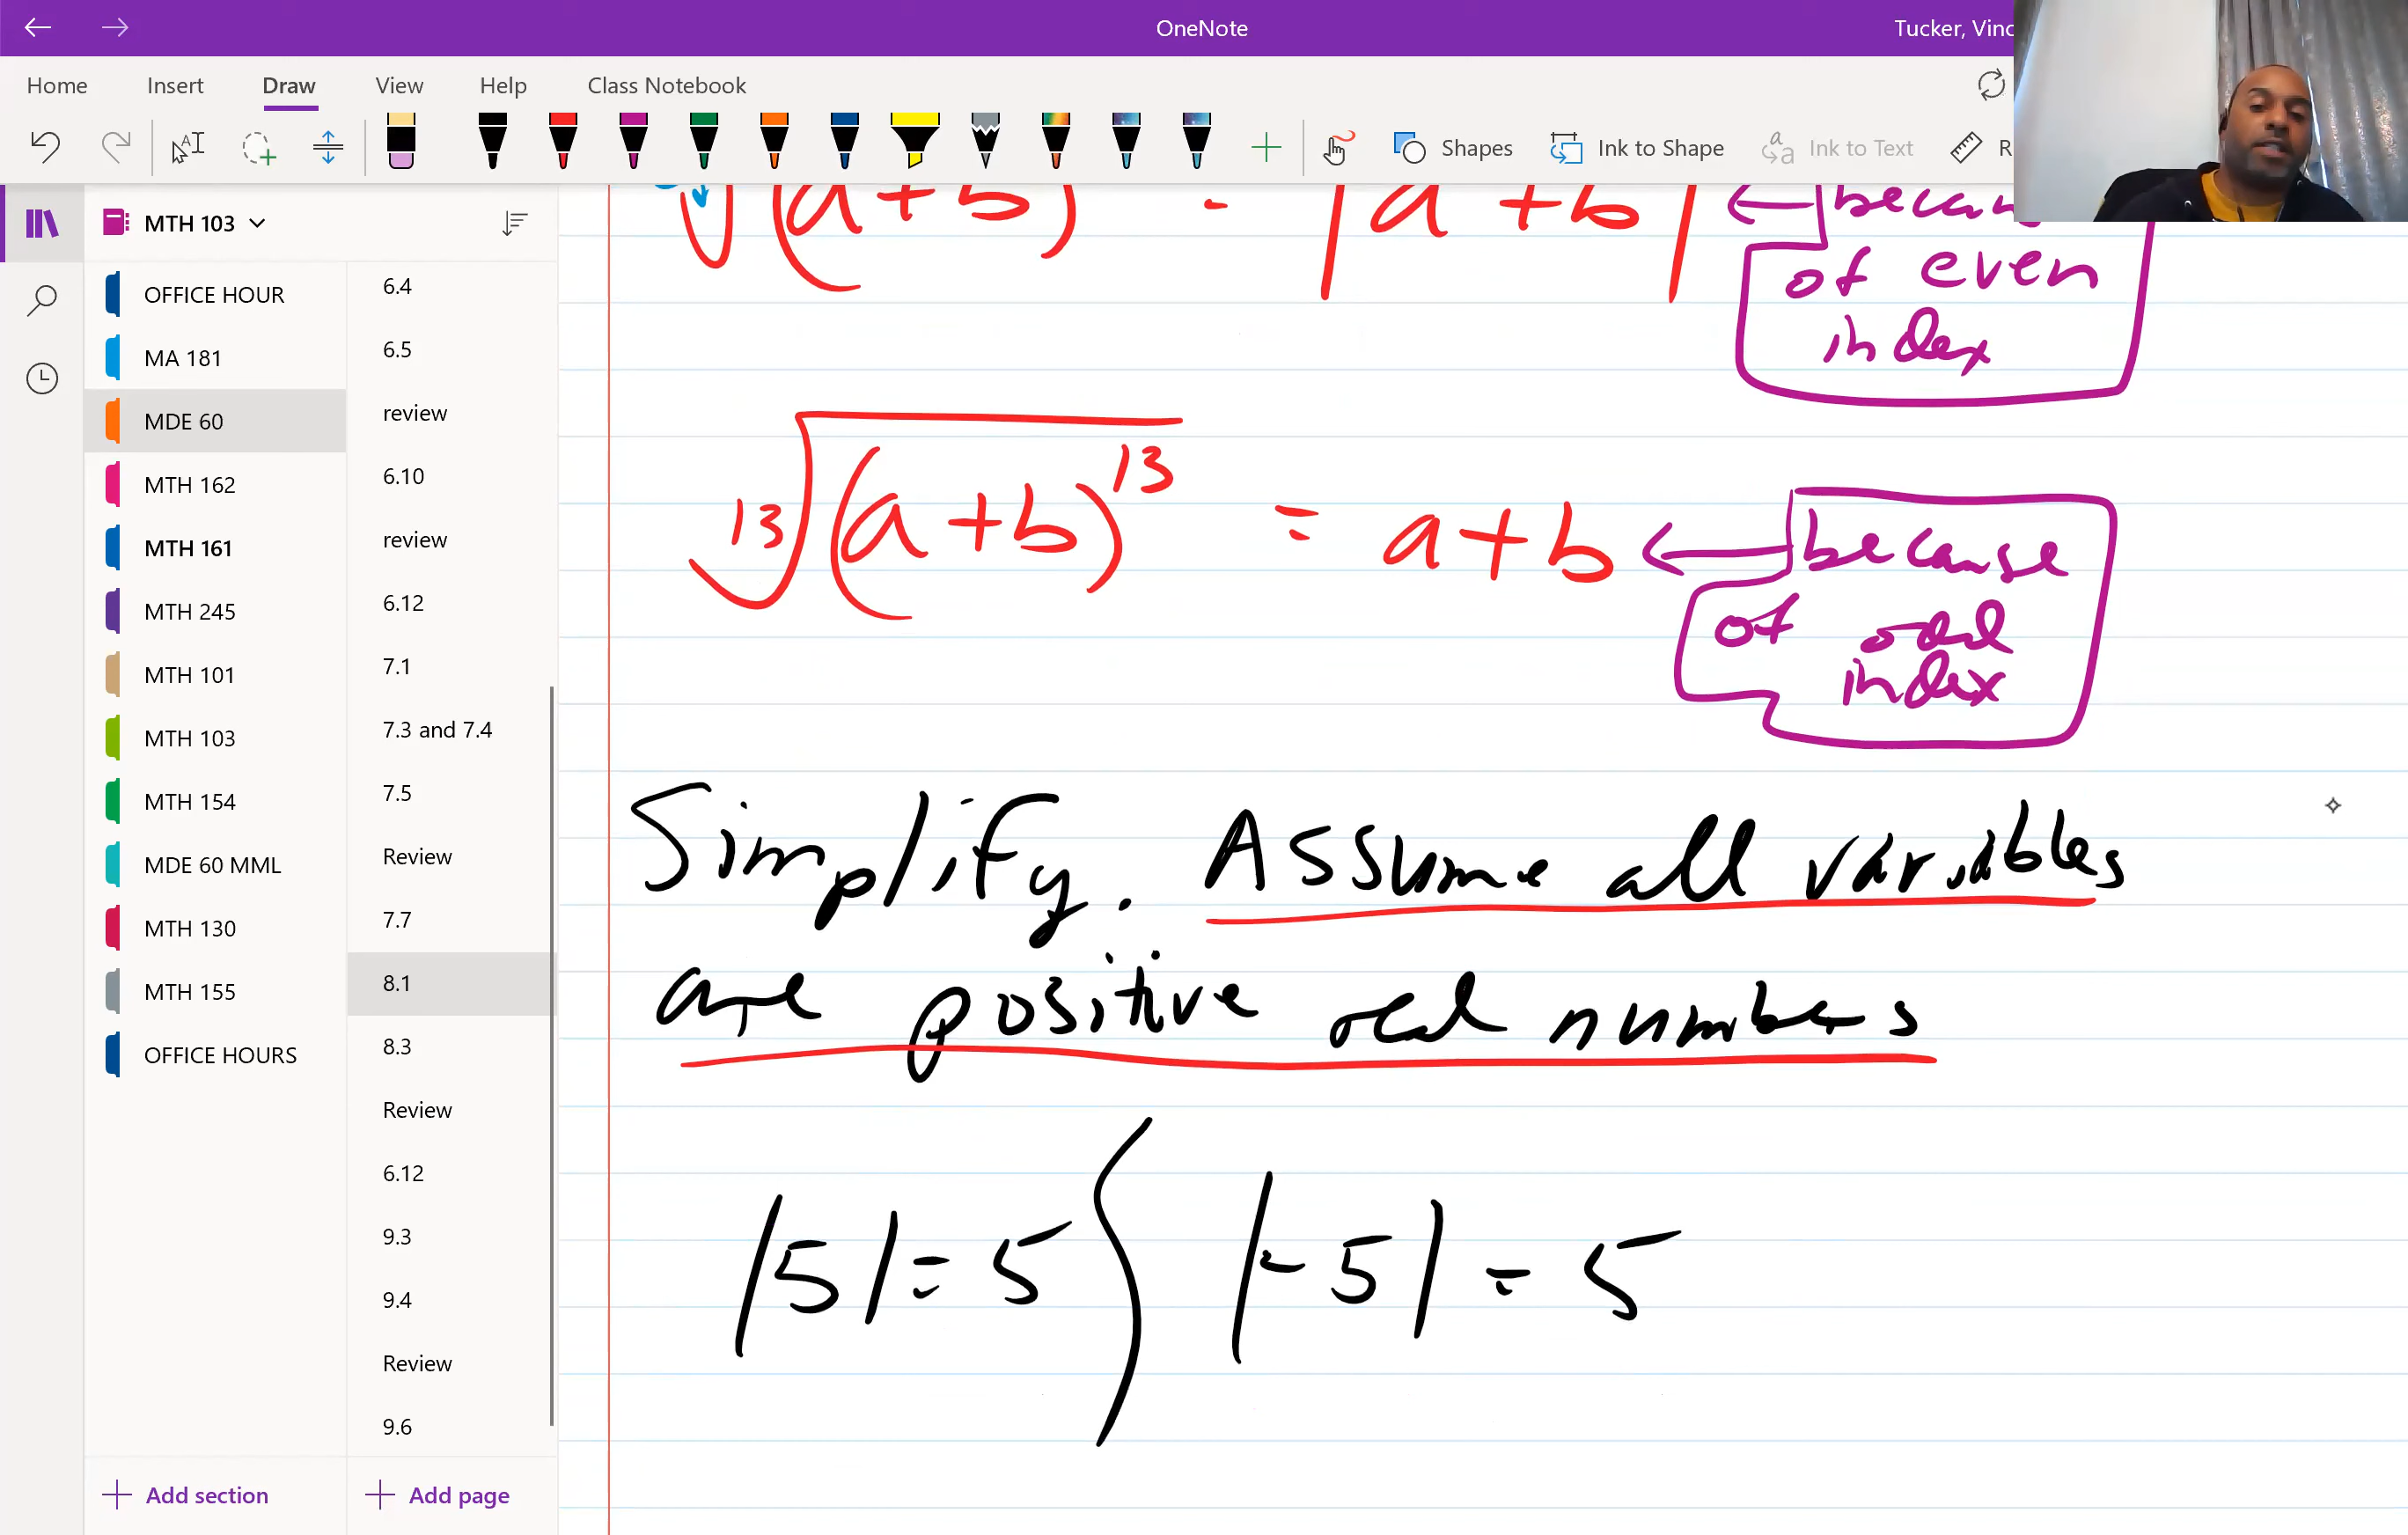 OneNote
Tucker, Vinc
Home Insert Draw View Help Class Notebook
Shapes Ink to Shape Ink to Text R
MTH 103
OFFICE HOUR
MA 181
MDE 60
MTH 162
MTH 161
MTH 245
MTH 101
MTH 103
MTH 154
MDE 60 MML
MTH 130
MTH 155
OFFICE HOURS
Add section
6.4
6.5
review
6.10
review
6.12
7.1
7.3 and 7.4
7.5
Review
7.7
8.1
8.3
Review
6.12
9.3
9.4
Review
9.6
Add page
(a+b) = |a+b| ←
of even
index
¹³√(a+b)¹³ = a+b ← because
of odd
index
Simplify. Assume all variables
are positive real numbers
|5| = 5 |-5| = 5